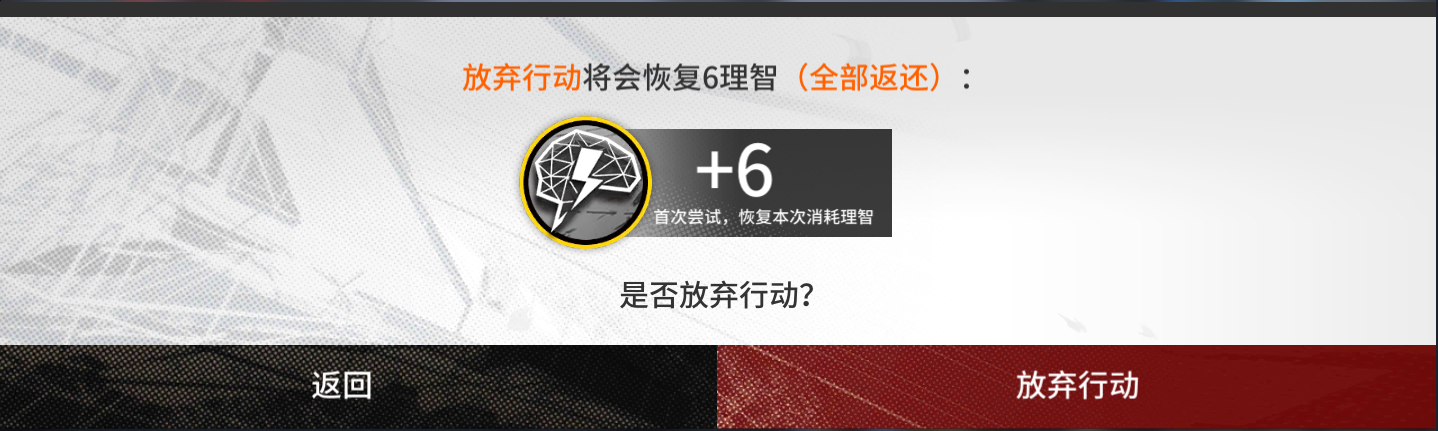 放弃行动将会恢复6理智（全部返还）：
+6
首次尝试，恢复本次消耗理智
是否放弃行动？
返回
放弃行动